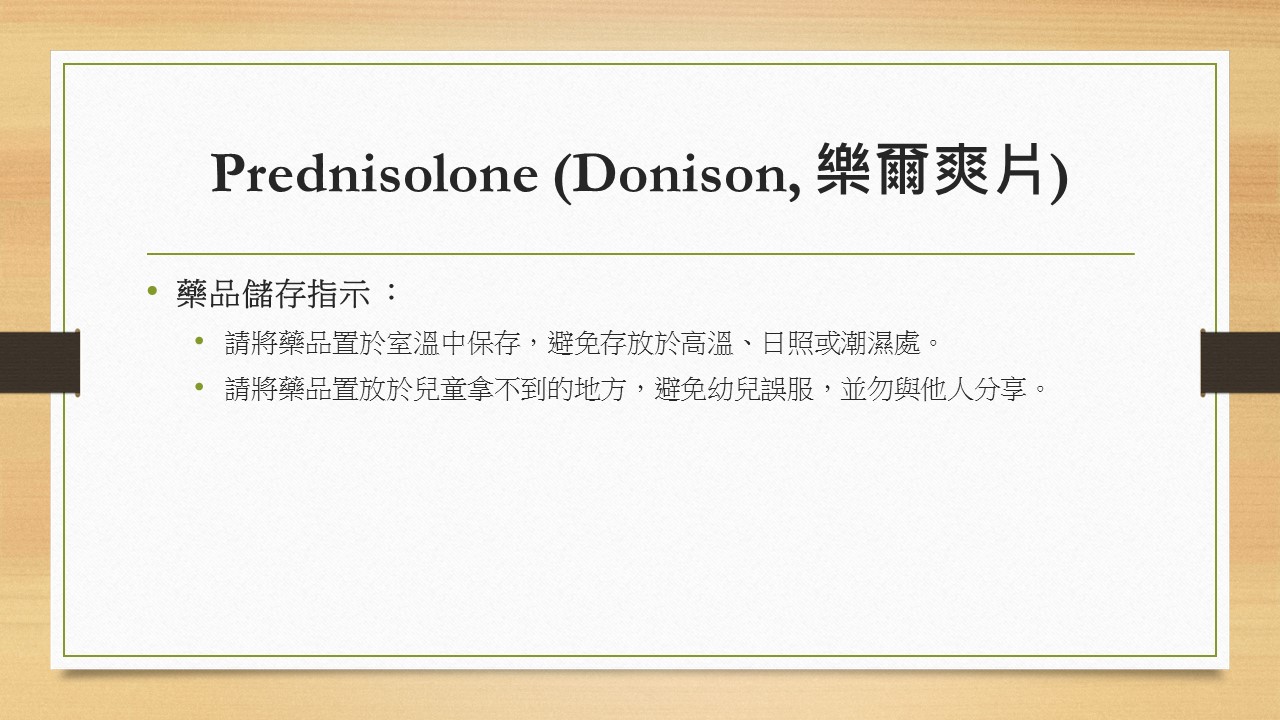 Prednisolone (Donison, 樂爾爽片)
• 藥品儲存指示：
• 請將藥品置於室溫中保存，避免存放於高溫、日照或潮濕處。
• 請將藥品置放於兒童拿不到的地方，避免幼兒誤服，並勿與他人分享。